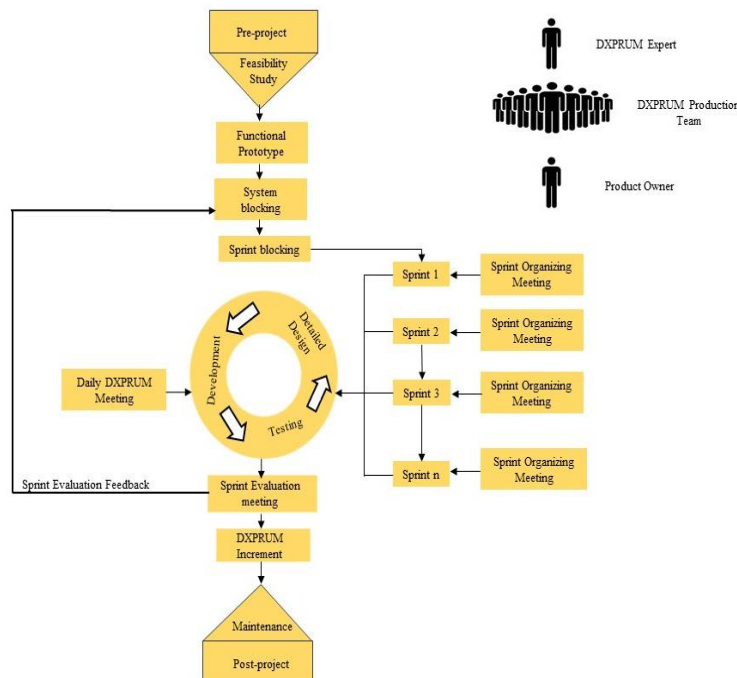 Pre-project
Feasibility
Study
Functional
Prototype
System
blocking
Sprint blocking
DXPRUM Expert
DXPRUM Production
Team
Product Owner
Sprint 1
Sprint Organizing
Meeting
Sprint 2
Sprint Organizing
Meeting
Sprint 3
Sprint Organizing
Meeting
Sprint n
Sprint Organizing
Meeting
Detailed
Design
Development
Testing
Daily DXPRUM
Meeting
Sprint Evaluation Feedback
Sprint Evaluation
meeting
DXPRUM
Increment
Maintenance
Post-project